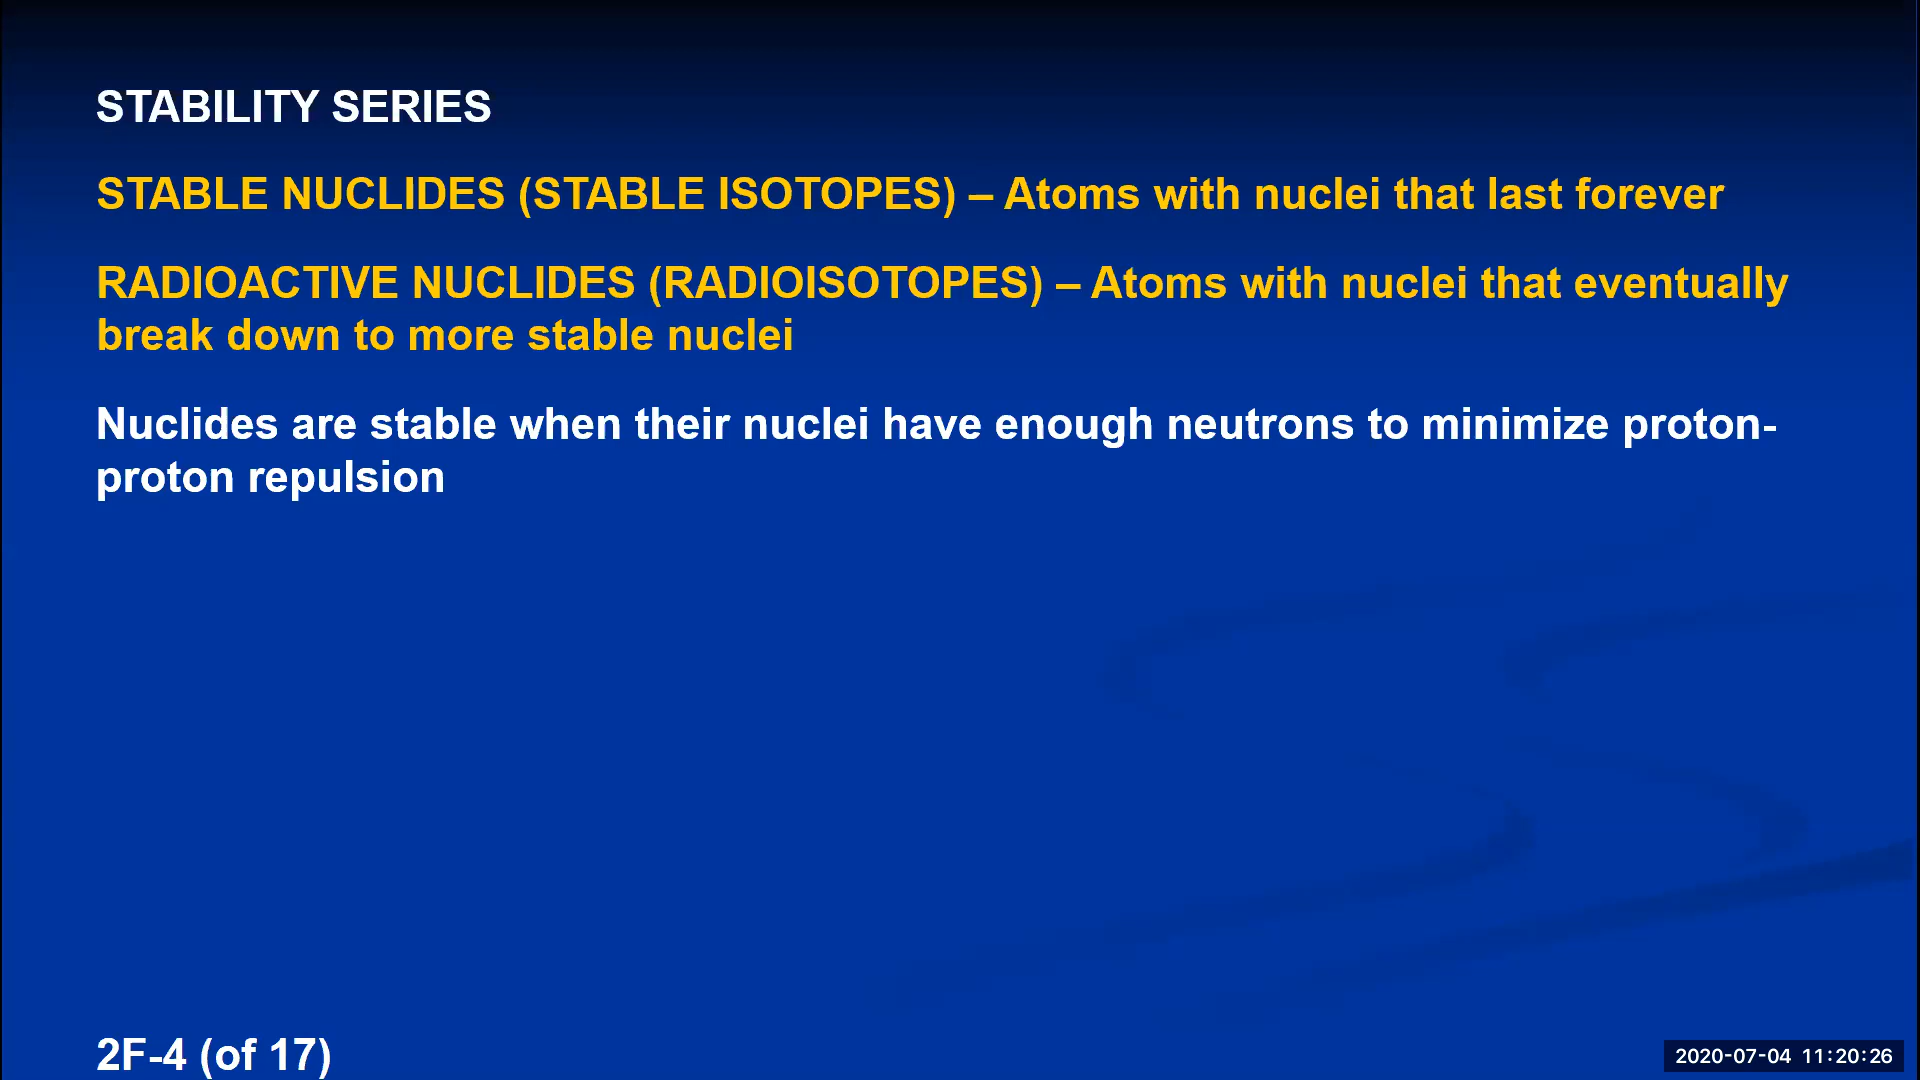 STABILITY SERIES
STABLE NUCLIDES (STABLE ISOTOPES) – Atoms with nuclei that last forever
RADIOACTIVE NUCLIDES (RADIOISOTOPES) – Atoms with nuclei that eventually
break down to more stable nuclei
Nuclides are stable when their nuclei have enough neutrons to minimize proton-
proton repulsion
2F-4 (of 17)
2020-07-04 11:20:26